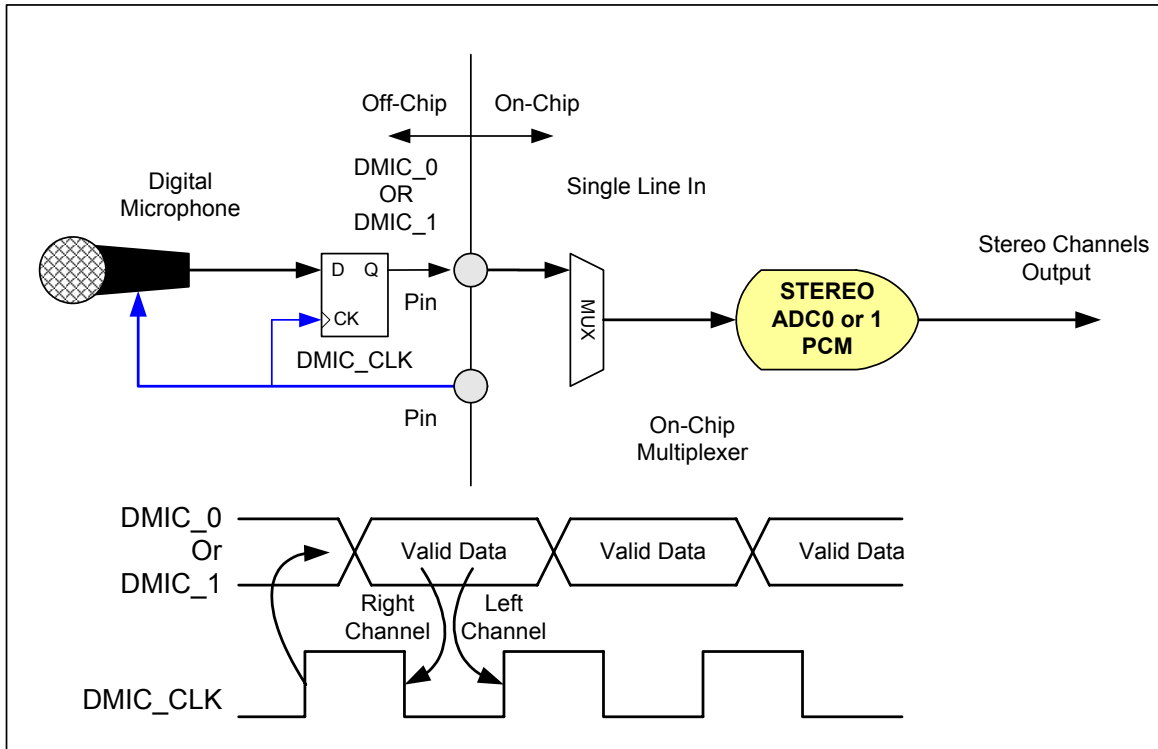 Off-Chip
On-Chip
DMIC_0
OR
DMIC_1
Digital
Microphone
Single Line In
Stereo Channels
Output
D Q
CK
Pin
MUX
STEREO
ADC0 or 1
PCM
DMIC_CLK
Pin
On-Chip
Multiplexer
DMIC_0
Or
DMIC_1
Valid Data
Valid Data
Valid Data
Right
Channel
Left
Channel
DMIC_CLK